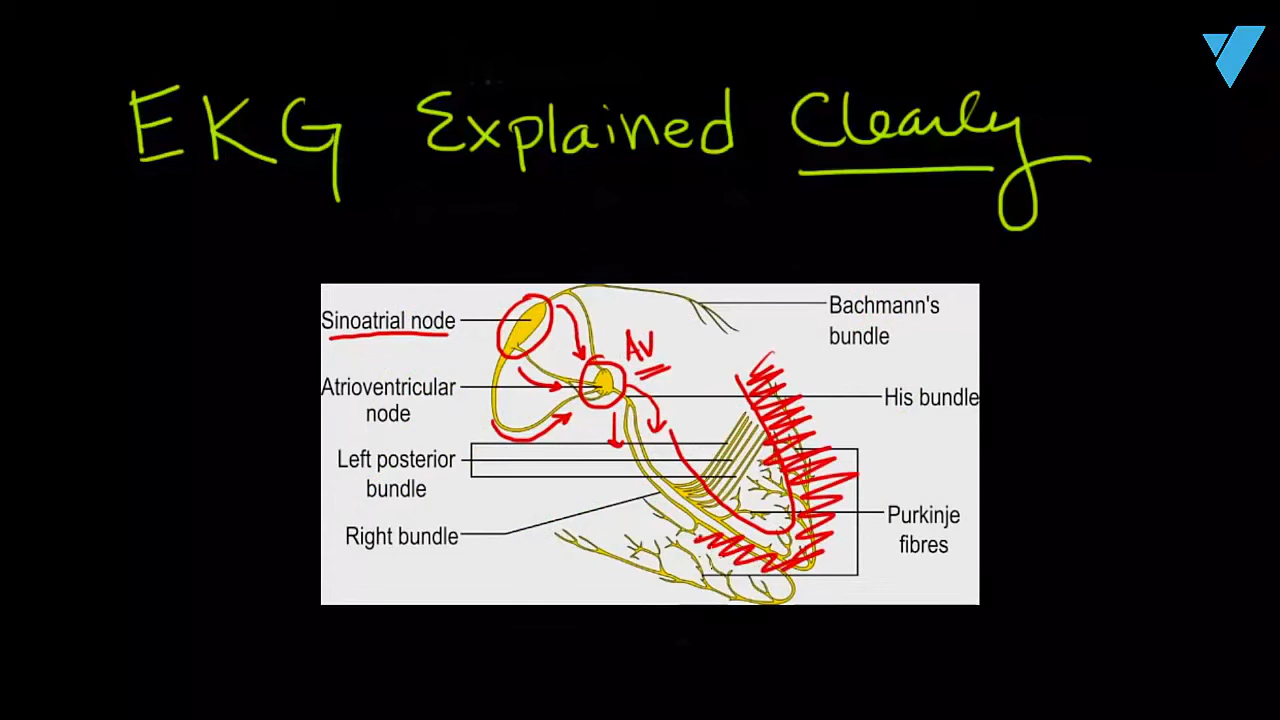 EKG Explained Clearly
Sinoatrial node
Bachmann's
bundle
AV
Atrioventricular
node
His bundle
Left posterior
bundle
Purkinje
fibres
Right bundle